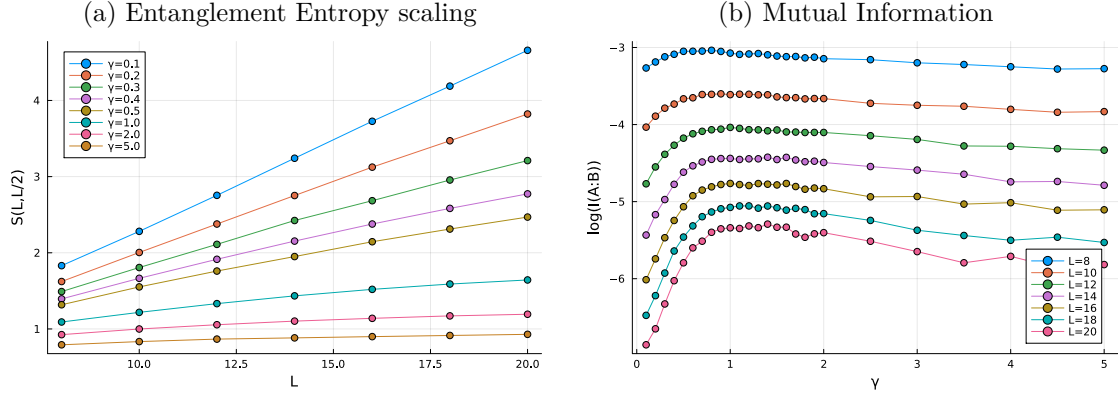 (a) Entanglement Entropy scaling
S(L,L/2)
4
3
2
1
γ=0.1
γ=0.2
γ=0.3
γ=0.4
γ=0.5
γ=1.0
γ=2.0
γ=5.0
10.0 12.5 15.0 17.5 20.0
L
(b) Mutual Information
log(I(A:B))
−3
−4
−5
−6
L=8
L=10
L=12
L=14
L=16
L=18
L=20
0 1 2 3 4 5
γ